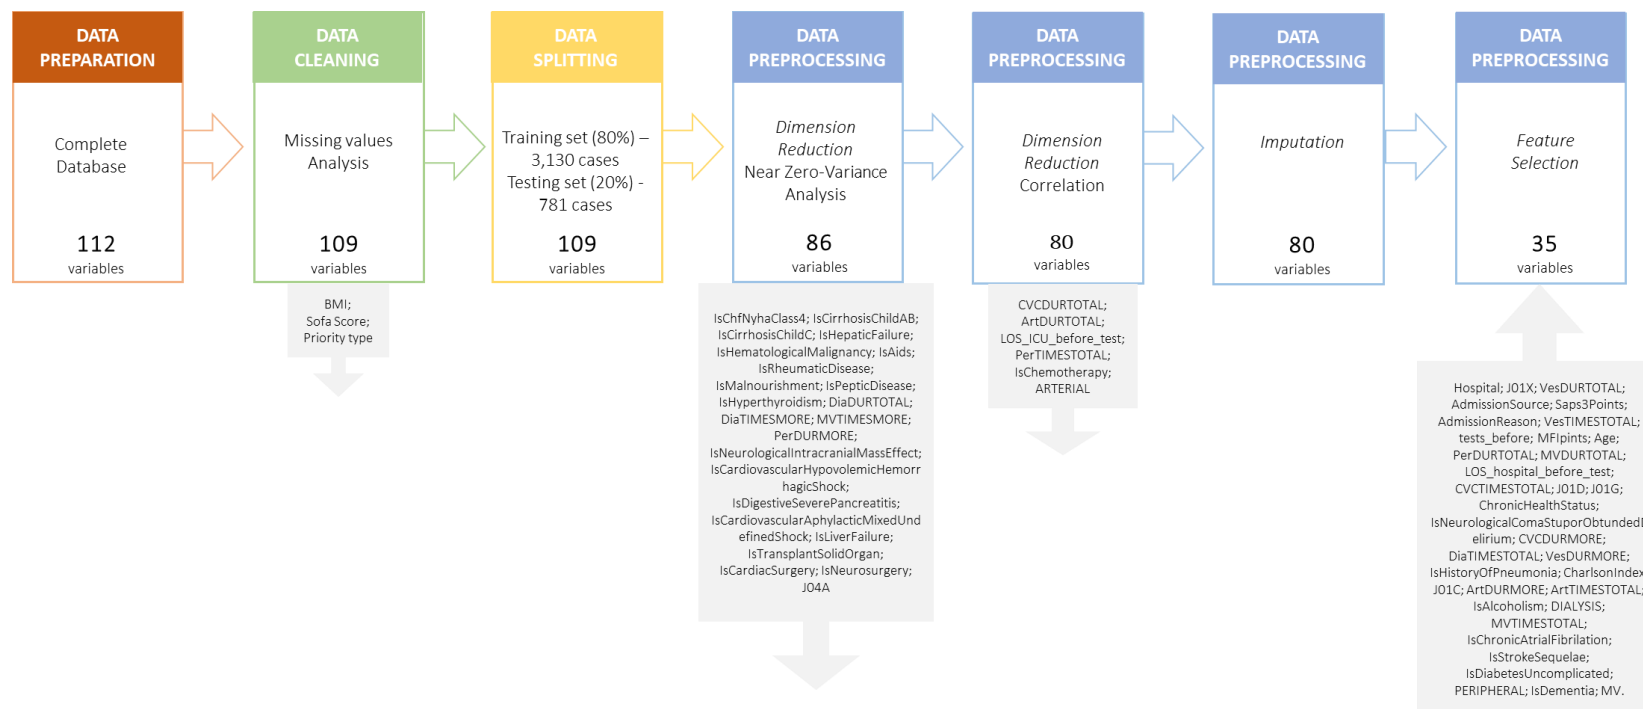 DATA
PREPARATION
Complete
Database
112
variables
DATA
CLEANING
Missing values
Analysis
109
variables
BMI;
Sofa Score;
Priority type
DATA
SPLITTING
Training set (80%) –
3,130 cases
Testing set (20%) -
781 cases
109
variables
DATA
PREPROCESSING
Dimension
Reduction
Near Zero-Variance
Analysis
86
variables
IsChfNyhaClass4; IsCirrhosisChildAB;
IsCirrhosisChildC; IsHepaticFailure;
IsHematologicalMalignancy; IsAids;
IsRheumaticDisease;
IsMalnourishment; IsPepticDisease;
IsHyperthyroidism; DiaDURTOTAL;
DiaTIMESMORE; MVTIMESMORE;
PerDURMORE;
IsNeurologicalIntracranialMassEffect;
IsCardiovascularHypovolemicHemorr
hagicShock;
IsDigestiveSeverePancreatitis;
IsCardiovascularAphylacticMixedUnd
efinedShock; IsLiverFailure;
IsTransplantSolidOrgan;
IsCardiacSurgery; IsNeurosurgery;
J04A
DATA
PREPROCESSING
Dimension
Reduction
Correlation
80
variables
CVCDURTOTAL;
ArtDURTOTAL;
LOS_ICU_before_test;
PerTIMESTOTAL;
IsChemotherapy;
ARTERIAL
DATA
PREPROCESSING
Imputation
80
variables
DATA
PREPROCESSING
Feature
Selection
35
variables
Hospital; J01X; VesDURTOTAL;
AdmissionSource; Saps3Points;
AdmissionReason; VesTIMESTOTAL;
tests_before; MFIpints; Age;
PerDURTOTAL; MVDURTOTAL;
LOS_hospital_before_test;
CVCTIMESTOTAL; J01D; J01G;
ChronicHealthStatus;
IsNeurologicalComaStuporObtundedD
elirium; CVCDURMORE;
DiaTIMESTOTAL; VesDURMORE;
IsHistoryOfPneumonia; CharlsonIndex;
J01C; ArtDURMORE; ArtTIMESTOTAL;
IsAlcoholism; DIALYSIS;
MVTIMESTOTAL;
IsChronicAtrialFibrilation;
IsStrokeSequelae;
IsDiabetesUncomplicated;
PERIPHERAL; IsDementia; MV.